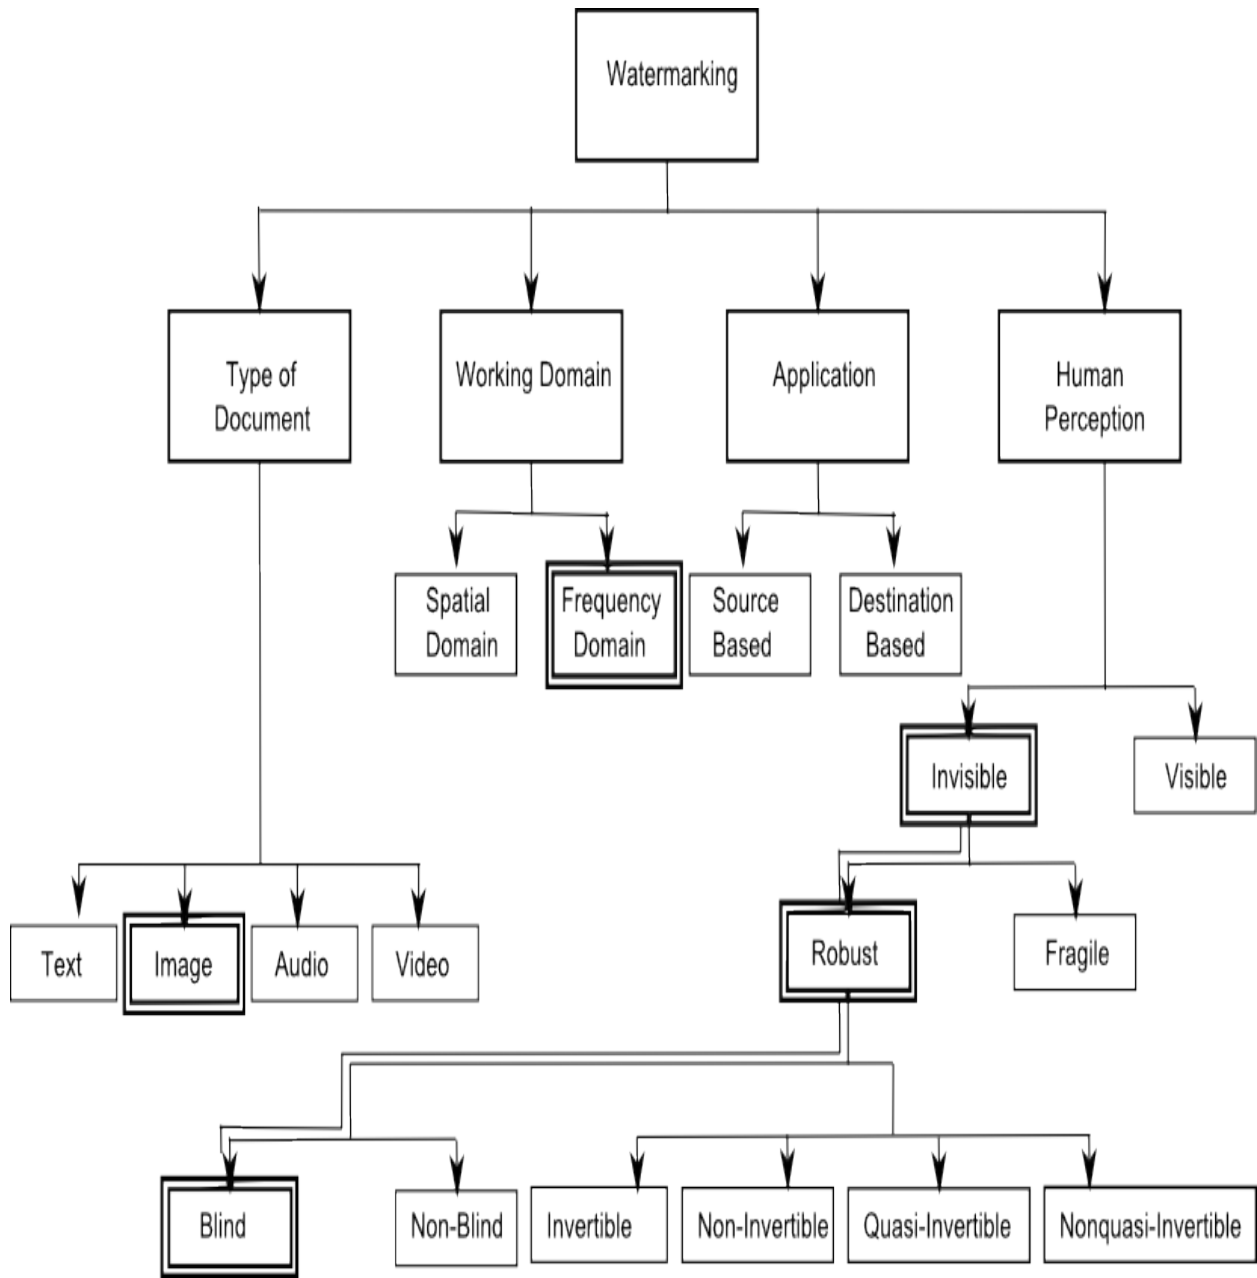 Watermarking
Type of
Document
Working Domain
Application
Human
Perception
Spatial
Domain
Frequency
Domain
Source
Based
Destination
Based
Invisible
Visible
Text
Image
Audio
Video
Robust
Fragile
Blind
Non-Blind
Invertible
Non-Invertible
Quasi-Invertible
Nonquasi-Invertible